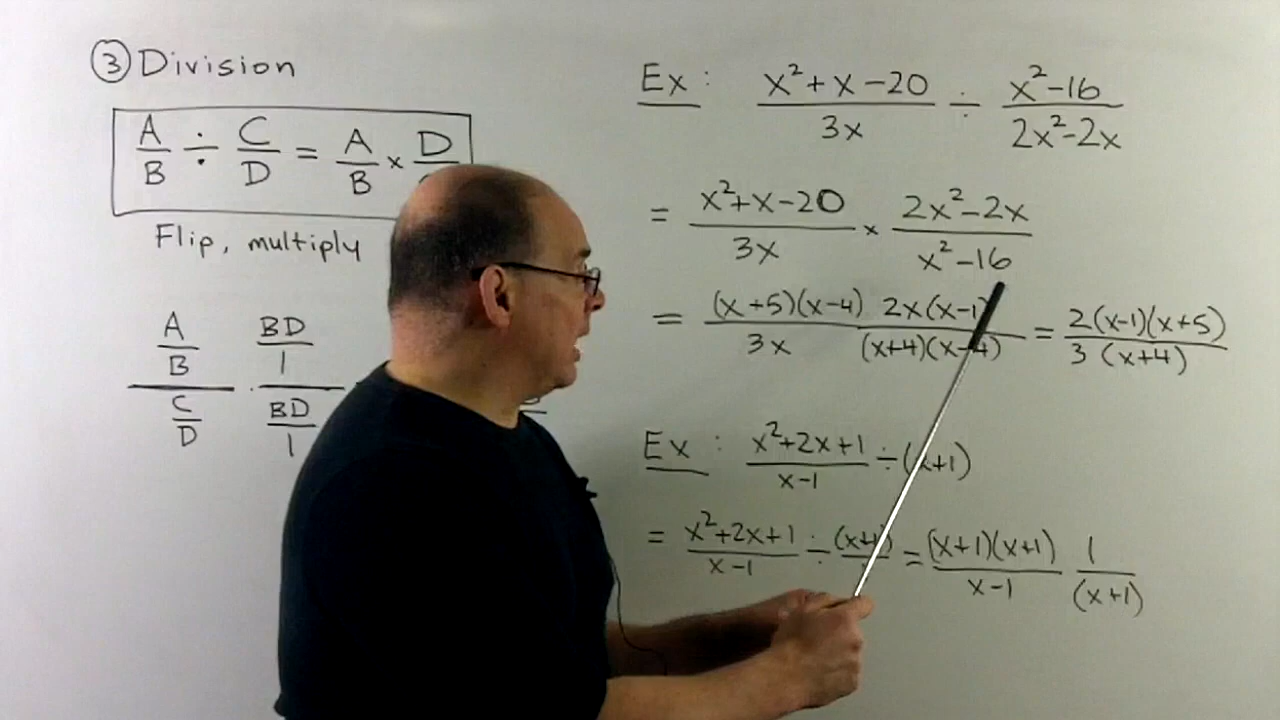 ③ Division
A/B ÷ C/D = A/B × D/
Flip, multiply
(A/B)/(C/D) · (BD/1)/(BD/1)
Ex: (x²+x-20)/(3x) ÷ (x²-16)/(2x²-2x)
= (x²+x-20)/(3x) × (2x²-2x)/(x²-16)
= (x+5)(x-4)/(3x) 2x(x-1)/((x+4)(x-4)) = 2(x-1)(x+5)/(3(x+4))
Ex: (x²+2x+1)/(x-1) ÷ (x+1)
= (x²+2x+1)/(x-1) ÷ (x+1)/ = (x+1)(x+1)/(x-1) 1/(x+1)